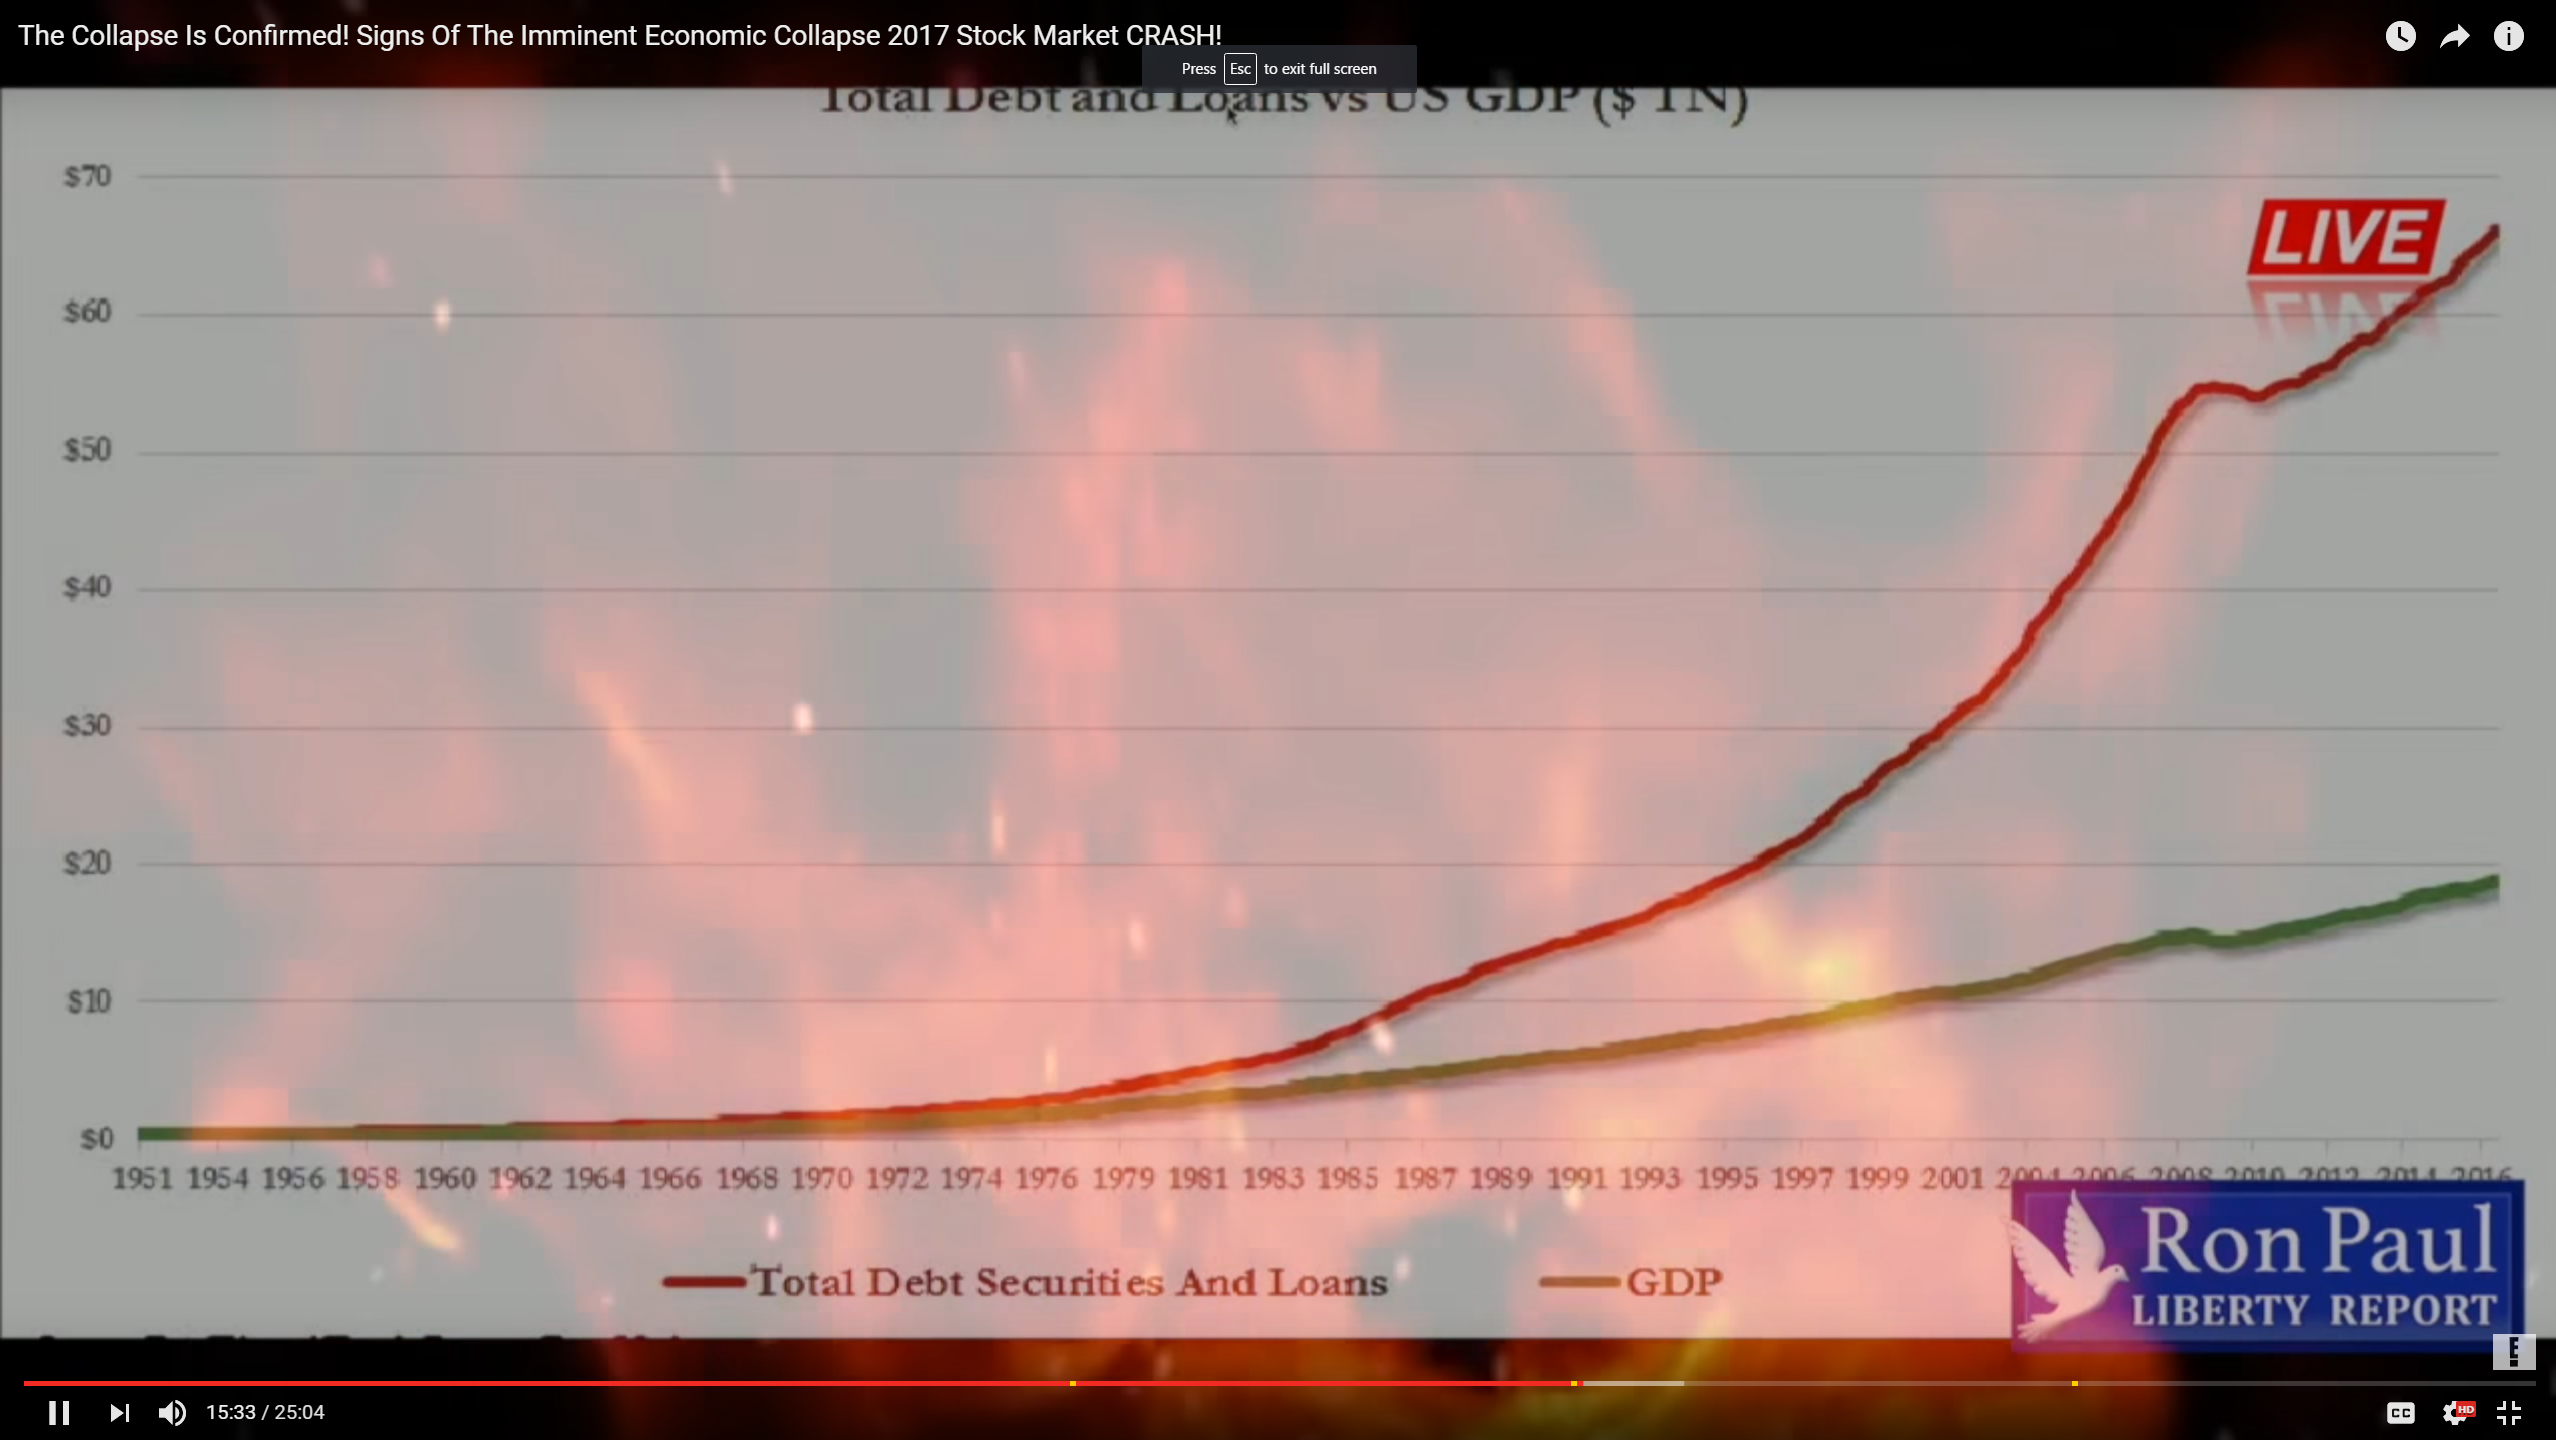 The Collapse Is Confirmed! Signs Of The Imminent Economic Collapse 2017 Stock Market CRASH!
Press Esc to exit full screen
Total Debt and Loans vs US GDP ($ TN)
$70
LIVE
$60
$50
$40
$30
$20
$10
$0
1951 1954 1956 1958 1960 1962 1964 1966 1968 1970 1972 1974 1976 1979 1981 1983 1985 1987 1989 1991 1993 1995 1997 1999 2001 2004 2006 2008 2010 2012 2014 2016
Total Debt Securities And Loans GDP
Ron Paul
LIBERTY REPORT
15:33 / 25:04
CC HD